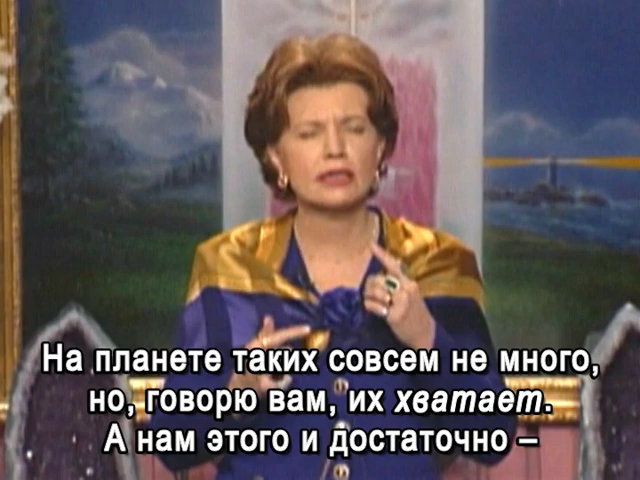 На планете таких совсем не много,
но, говорю вам, их хватает.
А нам этого и достаточно –